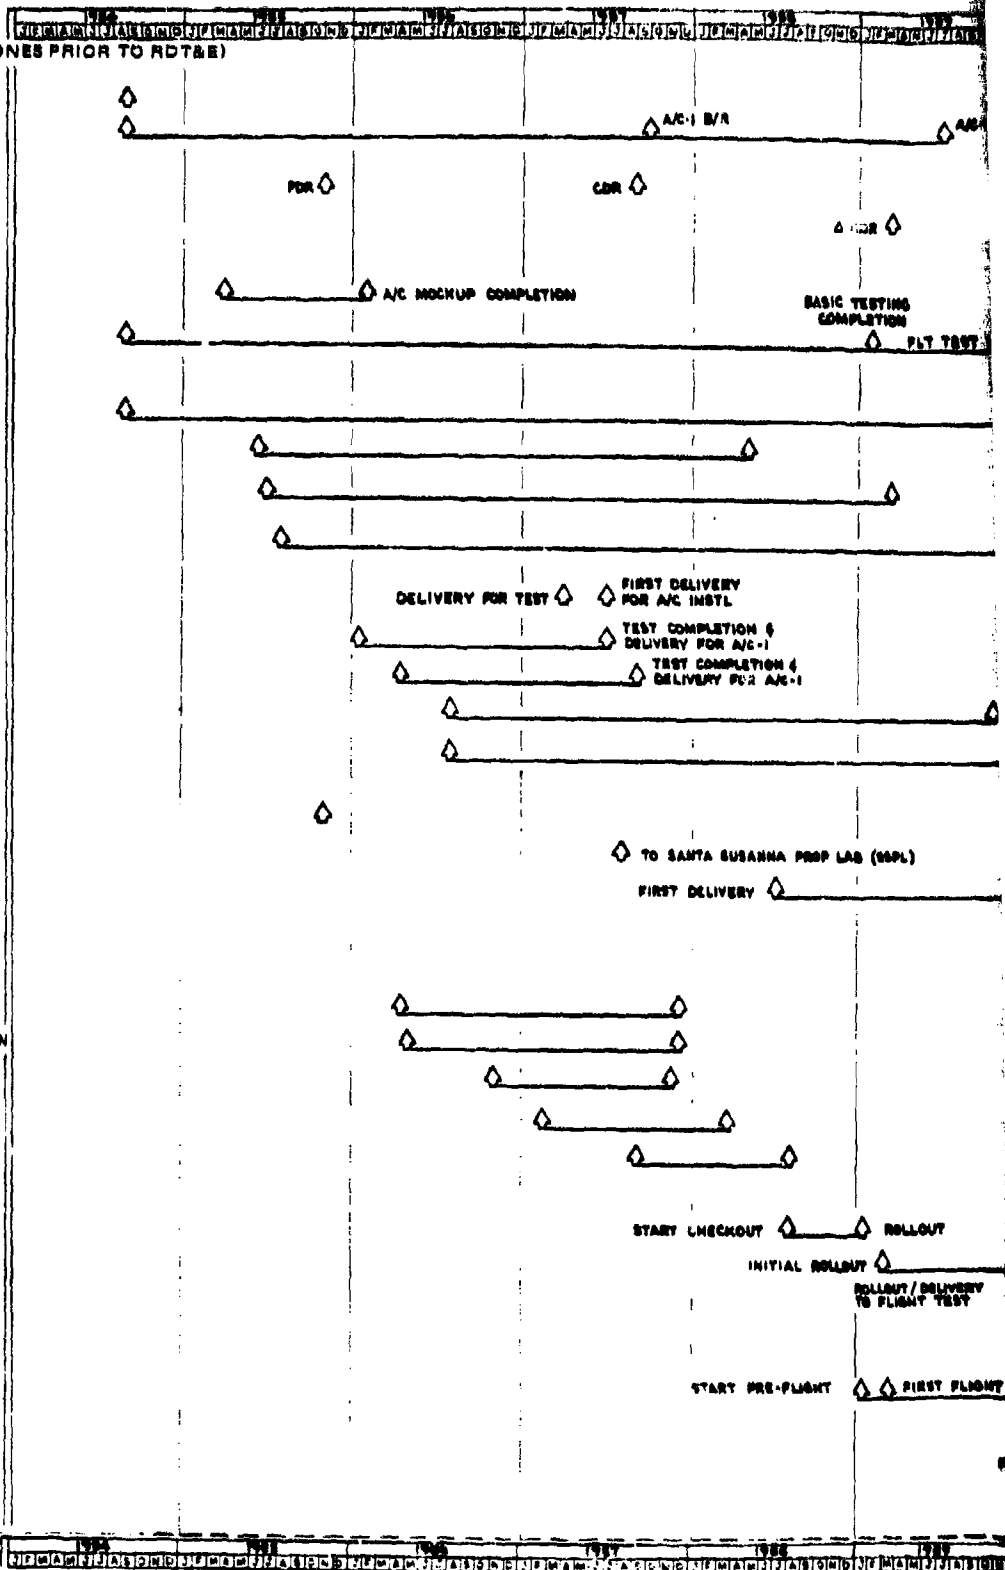 1984 1985 1986 1987 1988 1989
J F M A M J J A S O N D J F M A M J J A S O N D J F M A M J J A S O N D J F M A M J J A S O N D J F M A M J J A S O N D J F M A M J J A S
ONES PRIOR TO RDT&E)
A/C-1 B/R
A/C-
PDR
CDR
A/C MOCKUP COMPLETION
BASIC TESTING
COMPLETION
FLT TEST
DELIVERY FOR TEST
FIRST DELIVERY
FOR A/C INSTL
TEST COMPLETION &
DELIVERY FOR A/C-1
TEST COMPLETION &
DELIVERY FOR A/C-1
TO SANTA SUSANNA PROP LAB (SSPL)
FIRST DELIVERY
N
START CHECKOUT
ROLLOUT
INITIAL ROLLOUT
ROLLOUT/DELIVERY
TO FLIGHT TEST
START PRE-FLIGHT
FIRST FLIGHT
1984 1985 1986 1987 1988 1989
J F M A M J J A S O N D J F M A M J J A S O N D J F M A M J J A S O N D J F M A M J J A S O N D J F M A M J J A S O N D J F M A M J J A S